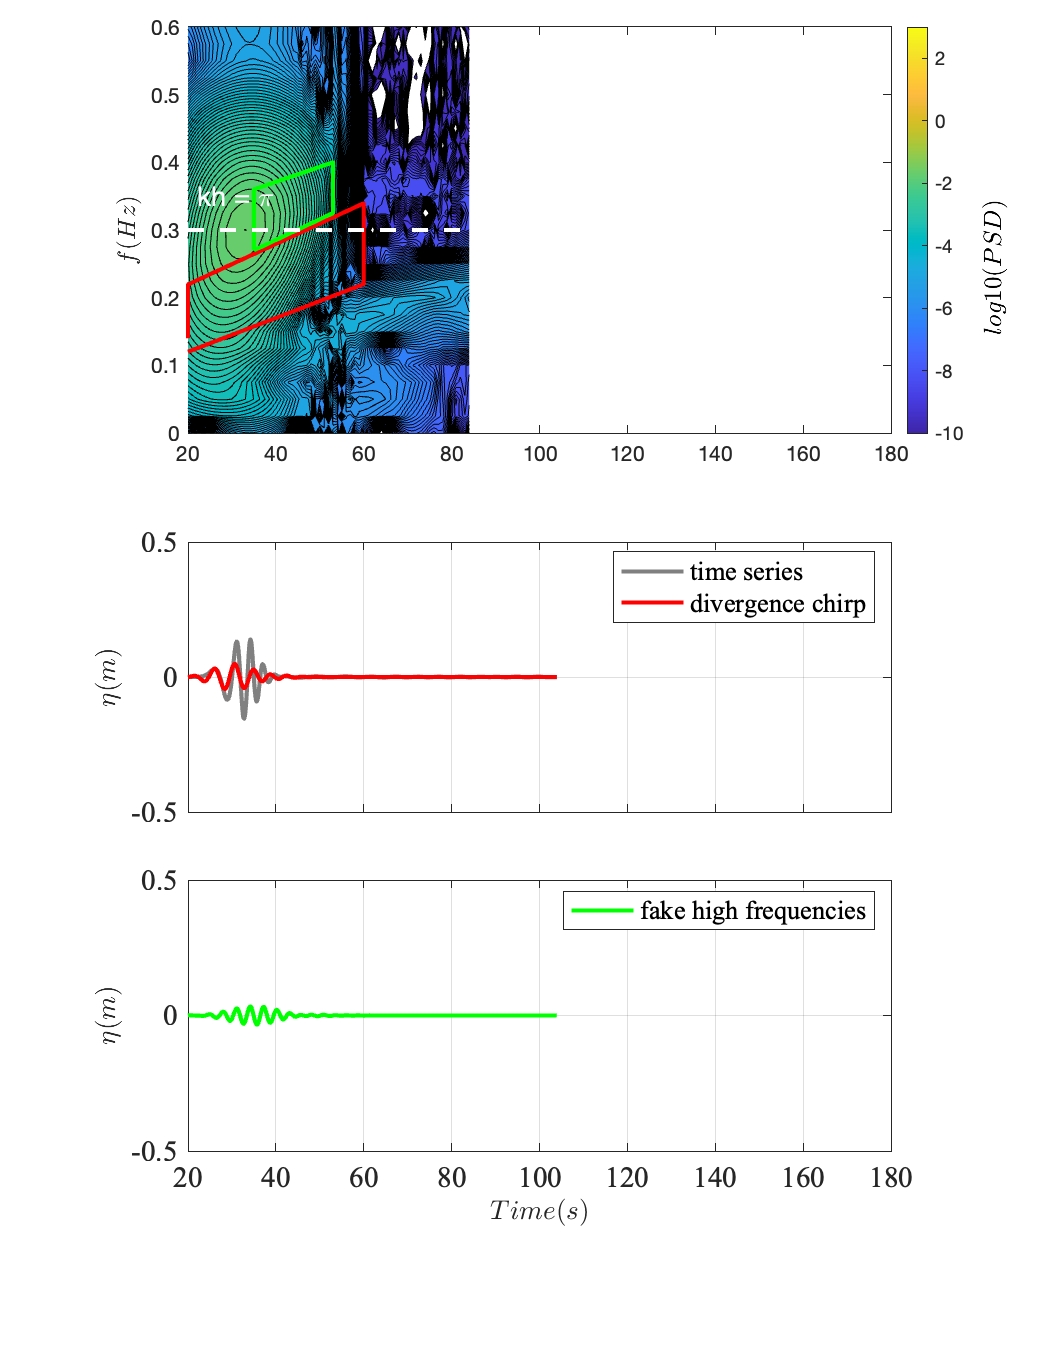 0.6
0.5
0.4
0.3
0.2
0.1
0
f(Hz)
kh = π
20 40 60 80 100 120 140 160 180
2
0
-2
-4
-6
-8
-10
log10(PSD)
0.5
0
-0.5
η(m)
time series
divergence chirp
0.5
0
-0.5
η(m)
fake high frequencies
20 40 60 80 100 120 140 160 180
Time(s)